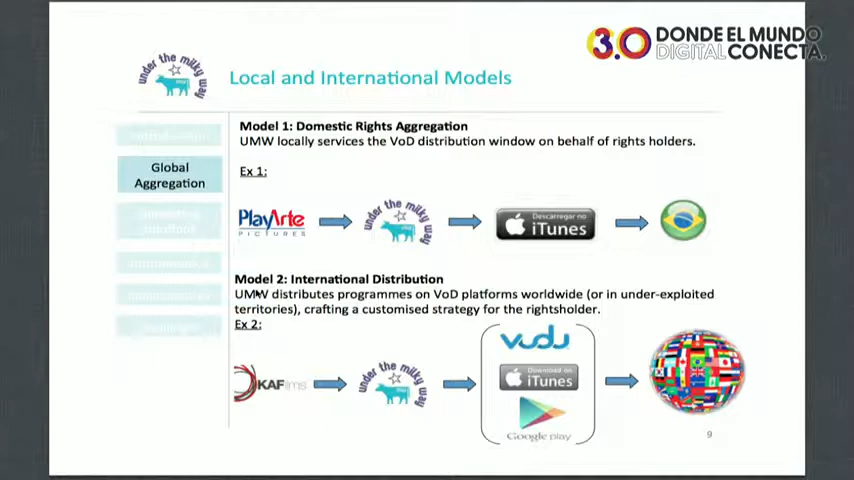 3.0 DONDE EL MUNDO
DIGITAL CONECTA.
under the milky way
Local and International Models
Model 1: Domestic Rights Aggregation
UMW locally services the VoD distribution window on behalf of rights holders.
Global
Aggregation
Ex 1:
PlayArte
PICTURES
under the milky way
Descarregar no
iTunes
Model 2: International Distribution
UMW distributes programmes on VoD platforms worldwide (or in under-exploited
territories), crafting a customised strategy for the rightsholder.
Ex 2:
vudu
KAFilms
under the milky way
Download on
iTunes
Google play
9